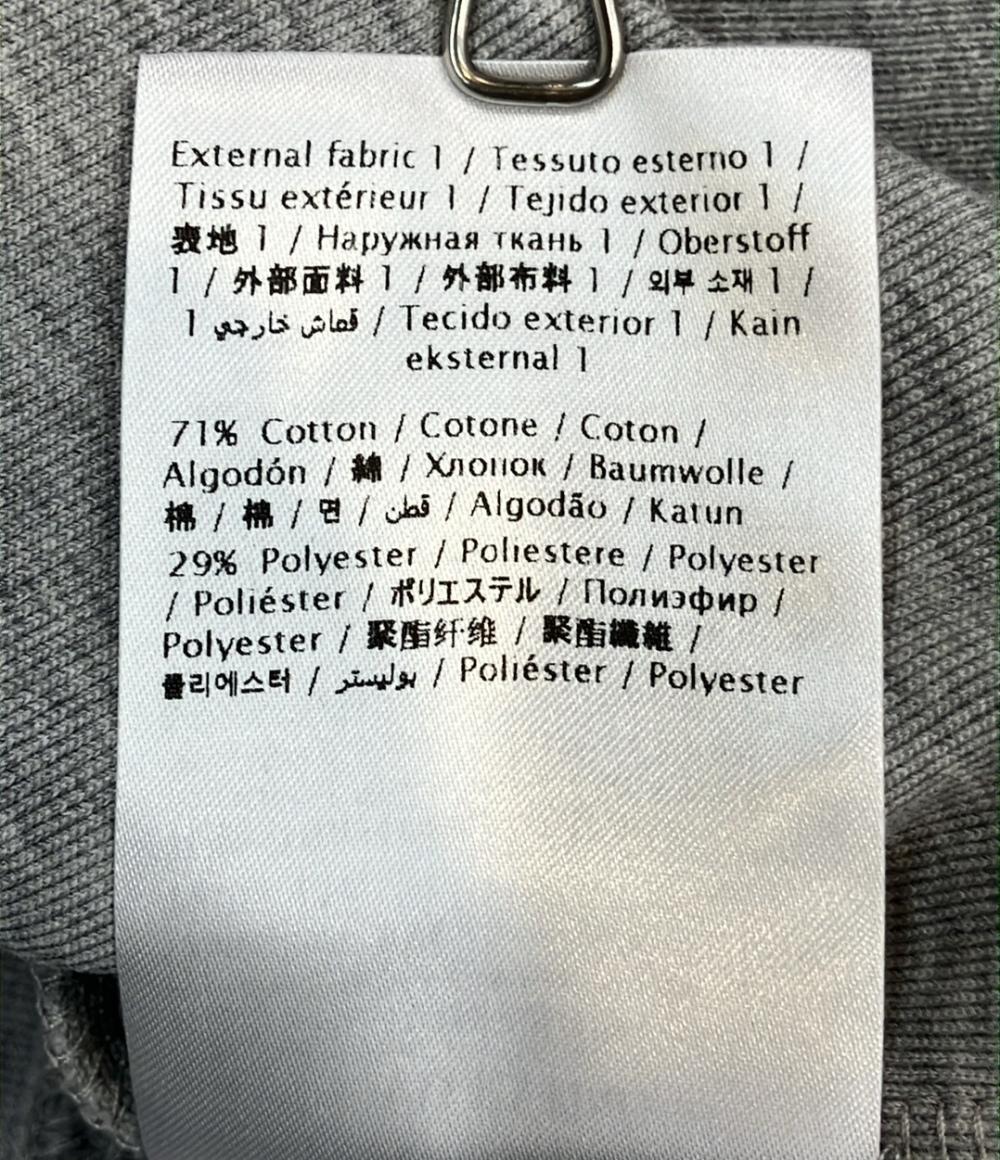 External fabric 1 / Tessuto esterno 1 /
Tissu extérieur 1 / Tejido exterior 1 /
表地 1 / Наружная ткань 1 / Oberstoff
1 / 外部面料 1 / 外部布料 1 / 외부 소재 1 /
قماش خارجي 1 / Tecido exterior 1 / Kain
eksternal 1
71% Cotton / Cotone / Coton /
Algodón / 綿 / Хлопок / Baumwolle /
棉 / 棉 / 면 / قطن / Algodão / Katun
29% Polyester / Poliestere / Polyester
/ Poliéster / ポリエステル / Полиэфир /
Polyester / 聚酯纤维 / 聚酯纖維 /
폴리에스터 / بوليستر / Poliéster / Polyester